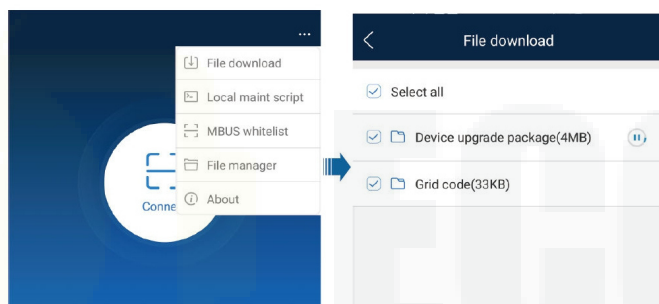 ...
File download
Local maint script
MBUS whitelist
File manager
About
Conne
File download
Select all
Device upgrade package(4MB)
Grid code(33KB)